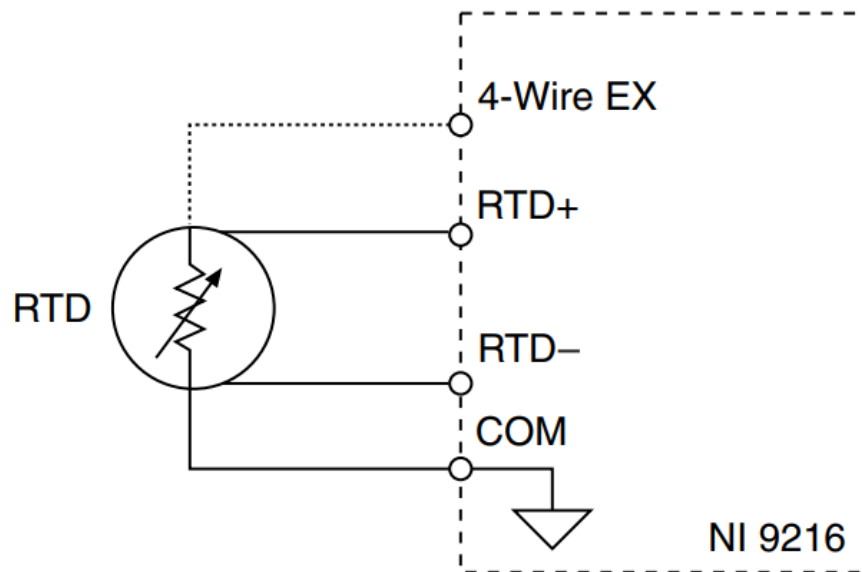 4-Wire EX
RTD+
RTD
RTD–
COM
NI 9216